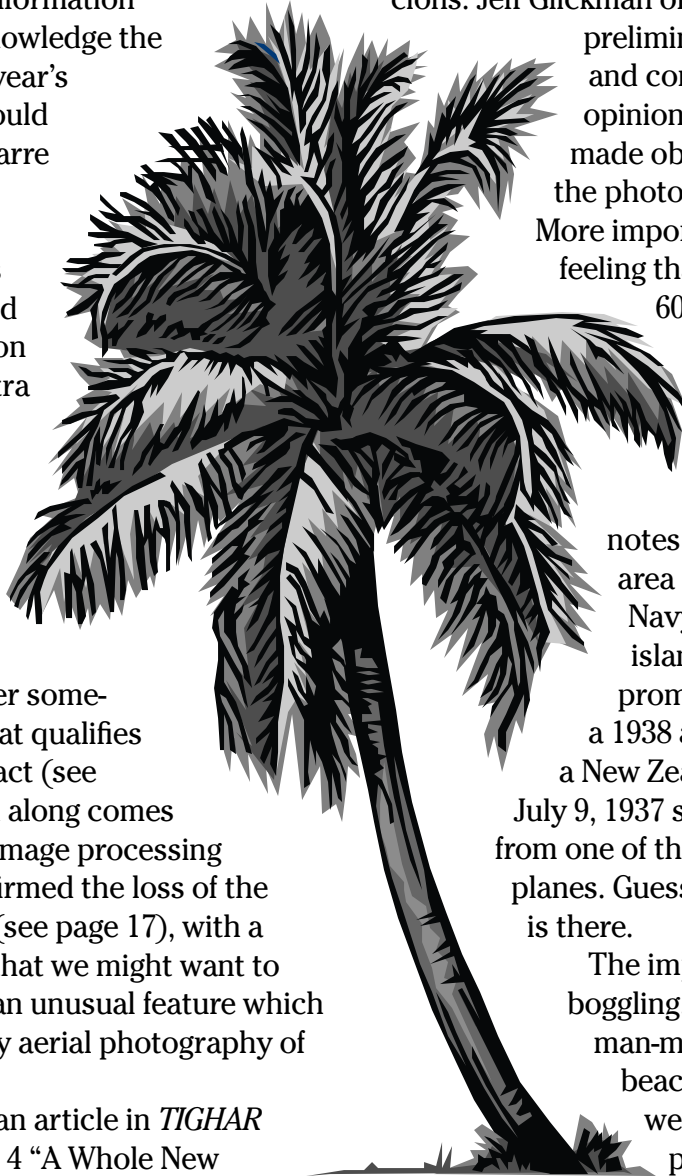 formation
owledge the
year's
ould
arre
d
on
tra
er some-
at qualifies
act (see
along comes
mage processing
irmed the loss of the
(see page 17), with a
hat we might want to
an unusual feature which
y aerial photography of
an article in TIGHAR
4 “A Whole New
cions. Jeff Glickman of
prelimin
and con
opinion
made ob
the photo
More impor
feeling th
60
notes
area
Navy
islan
prom
a 1938 a
a New Zea
July 9, 1937 s
from one of th
planes. Guess
is there.
The imp
boggling
man-m
beac
we
p